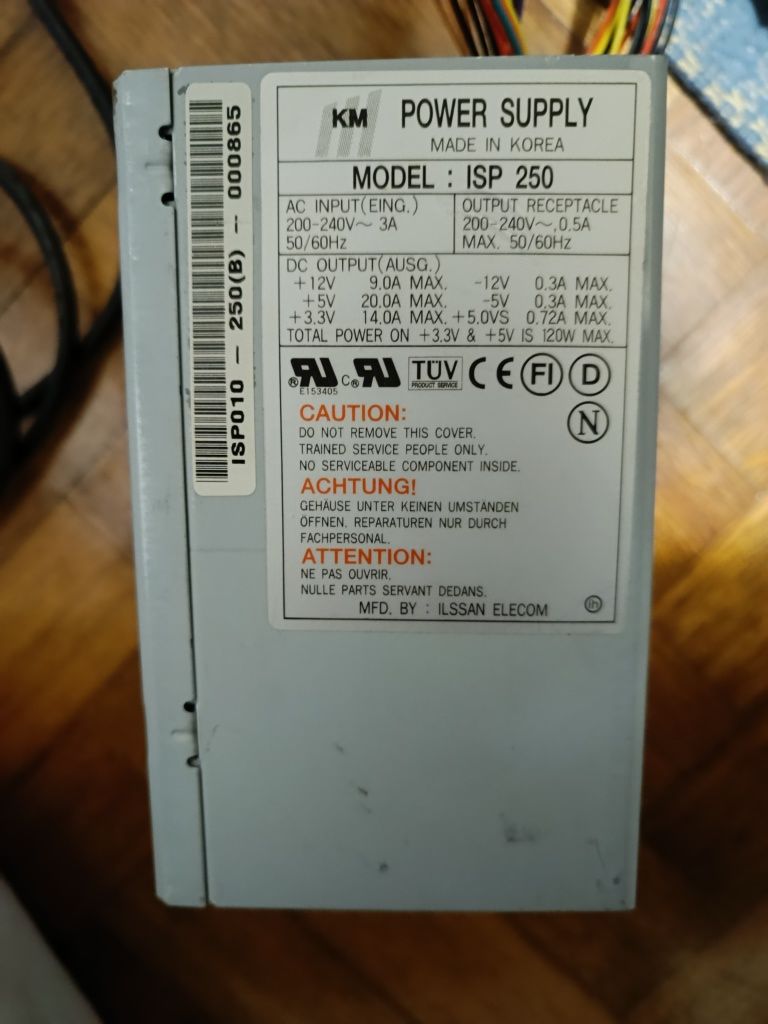 ISP010 - 250(B) - 000865
KM POWER SUPPLY
MADE IN KOREA
MODEL : ISP 250
AC INPUT(EING.)
200-240V~ 3A
50/60Hz
OUTPUT RECEPTACLE
200-240V~,0.5A
MAX. 50/60Hz
DC OUTPUT(AUSG.)
+12V 9.0A MAX. -12V 0.3A MAX.
+5V 20.0A MAX. -5V 0.3A MAX.
+3.3V 14.0A MAX. +5.0VS 0.72A MAX.
TOTAL POWER ON +3.3V & +5V IS 120W MAX.
RU ® C RU ® TÜV CE FI D
PRODUCT SERVICE
E153405
N
CAUTION:
DO NOT REMOVE THIS COVER.
TRAINED SERVICE PEOPLE ONLY.
NO SERVICEABLE COMPONENT INSIDE.
ACHTUNG!
GEHÄUSE UNTER KEINEN UMSTÄNDEN
ÖFFNEN. REPARATUREN NUR DURCH
FACHPERSONAL.
ATTENTION:
NE PAS OUVRIR.
NULLE PARTS SERVANT DEDANS.
MFD. BY : ILSSAN ELECOM